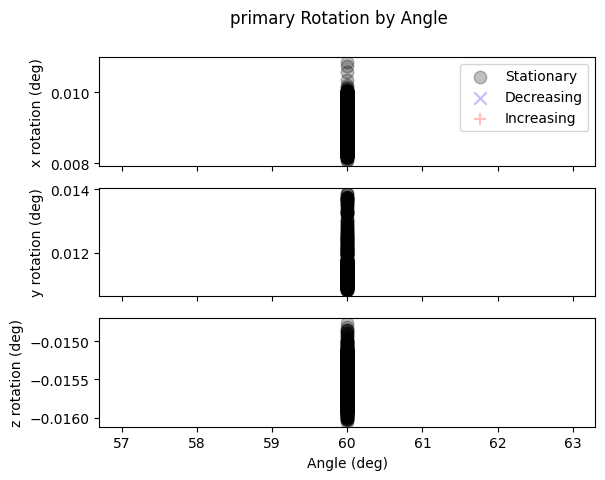 primary Rotation by Angle
x rotation (deg)
0.010
0.008
Stationary
Decreasing
Increasing
y rotation (deg)
0.014
0.012
z rotation (deg)
−0.0150
−0.0155
−0.0160
57 58 59 60 61 62 63
Angle (deg)